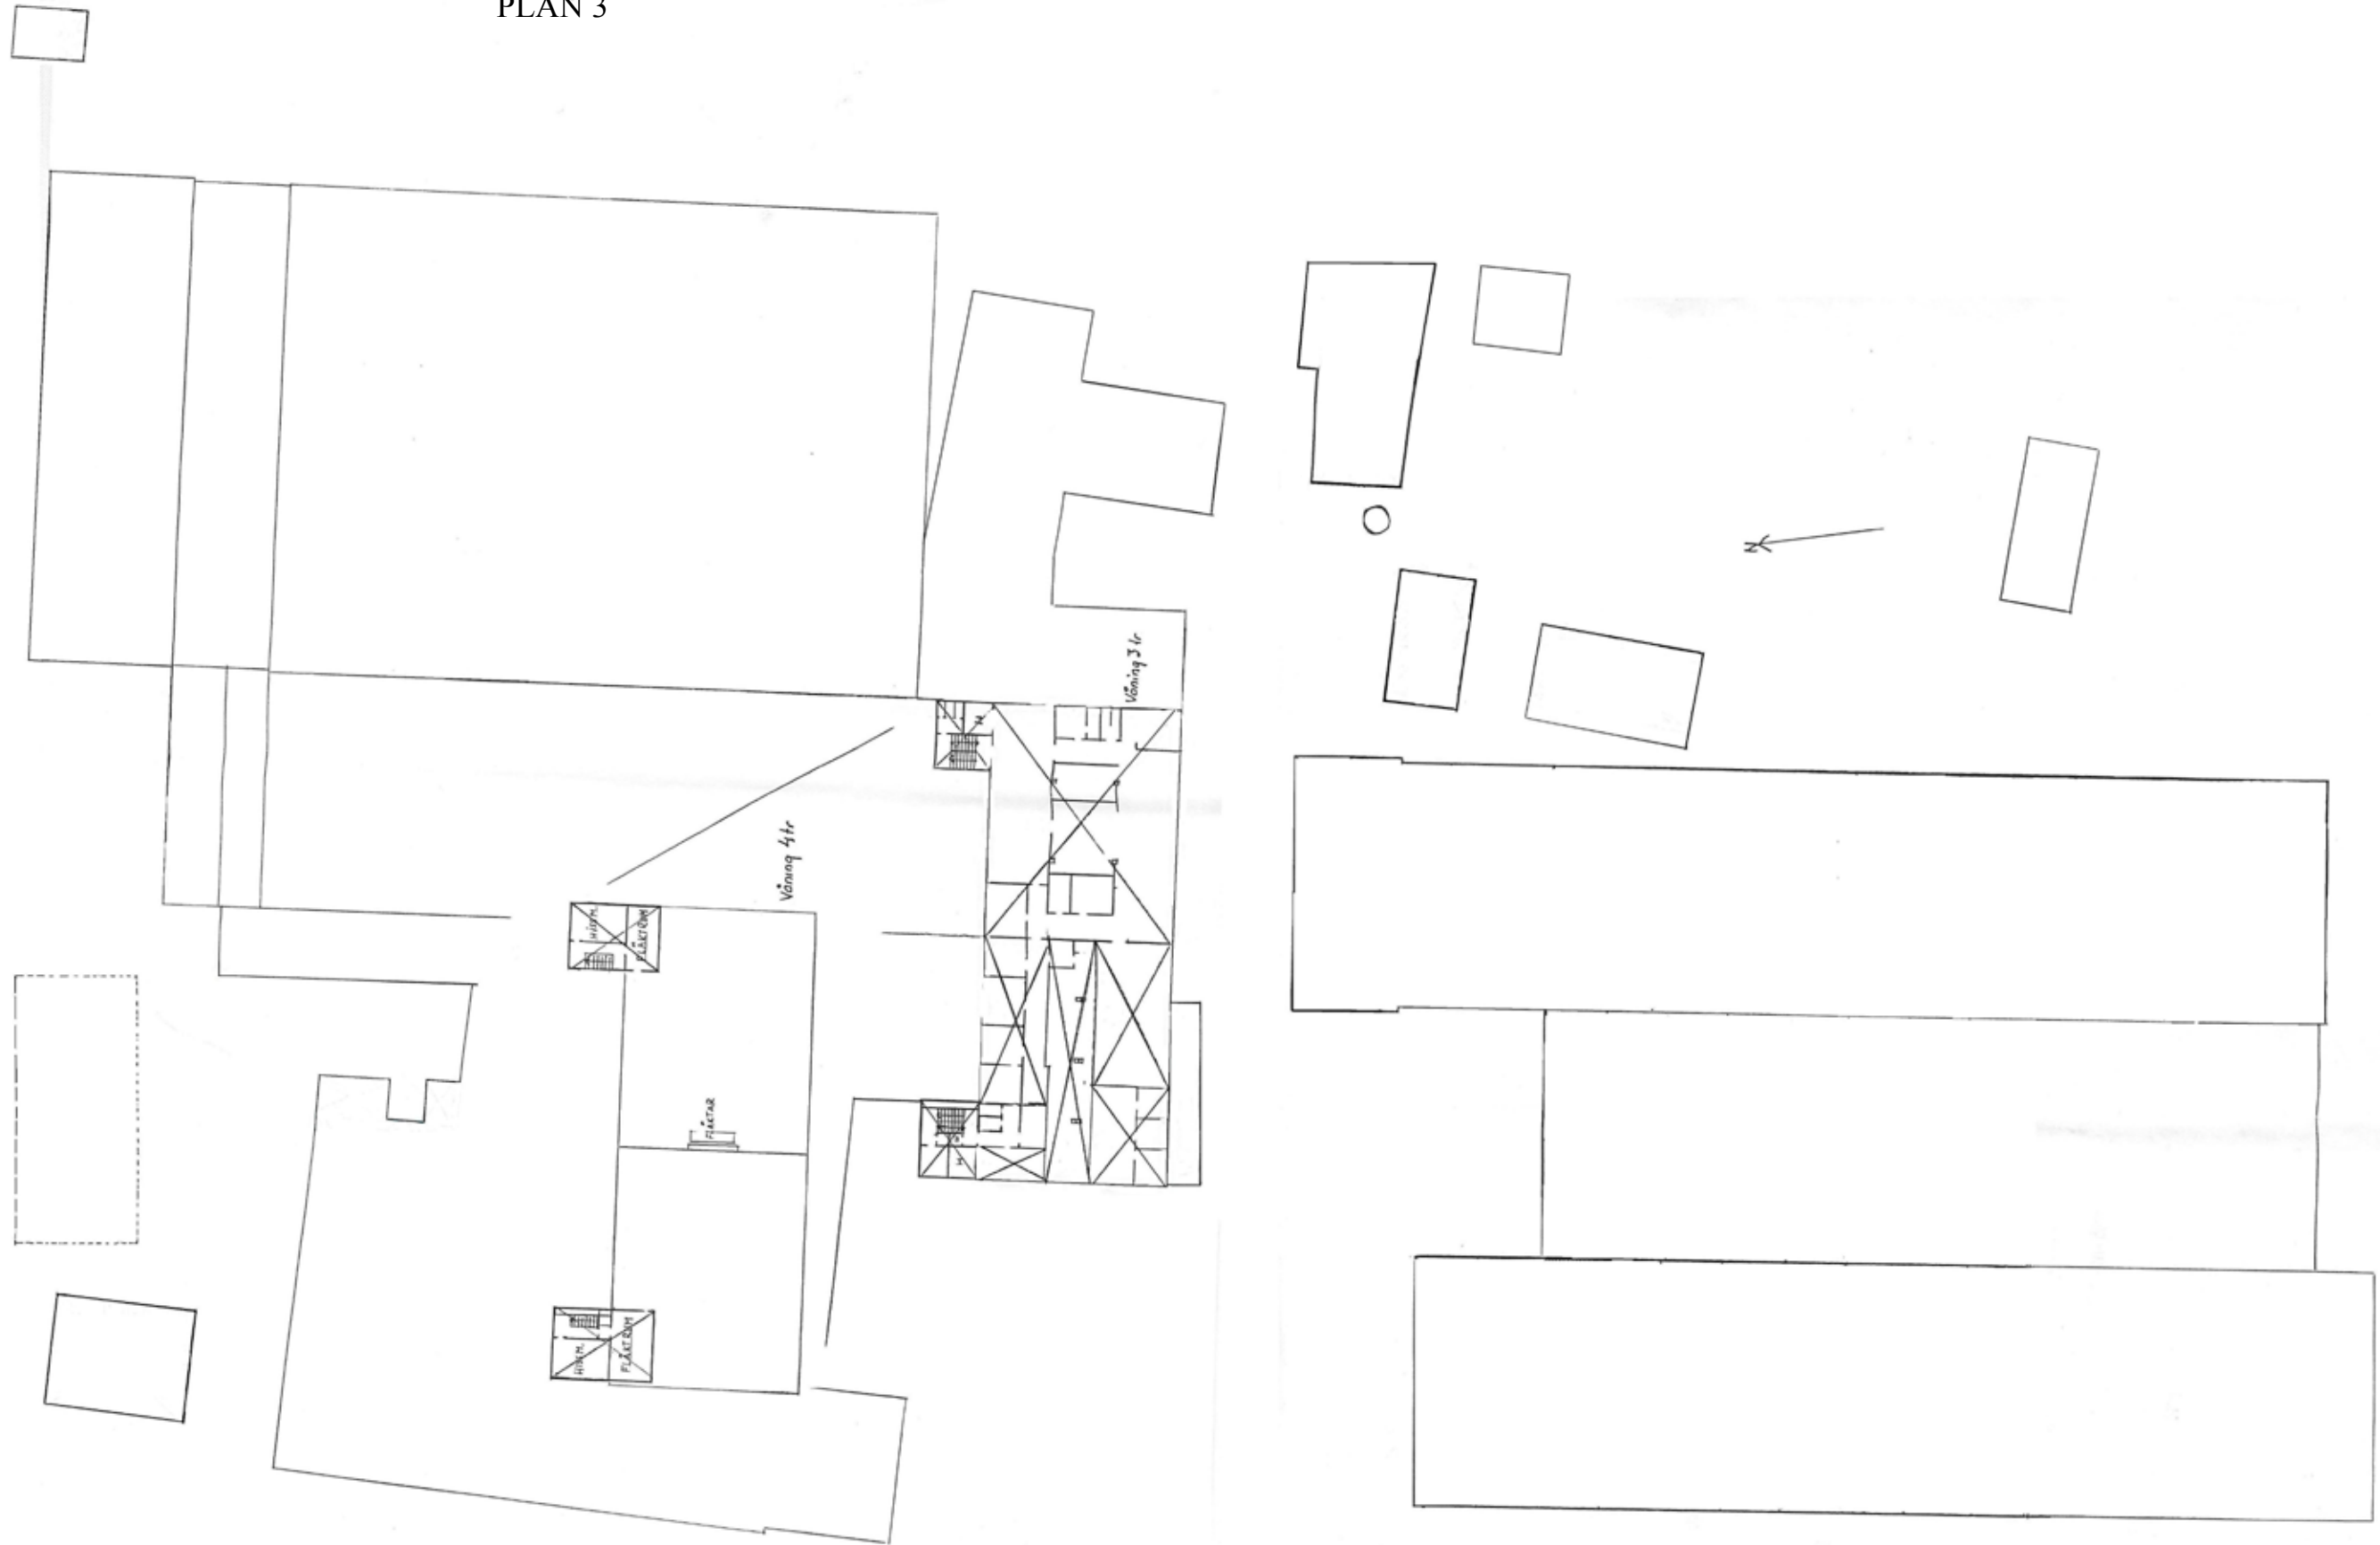 PLAN 3
N
Våning 3 tr
Våning 4 tr
H
HISSM.
FLÄKTRUM
FLÄKTAR
H
HISSM.
FLÄKTRUM